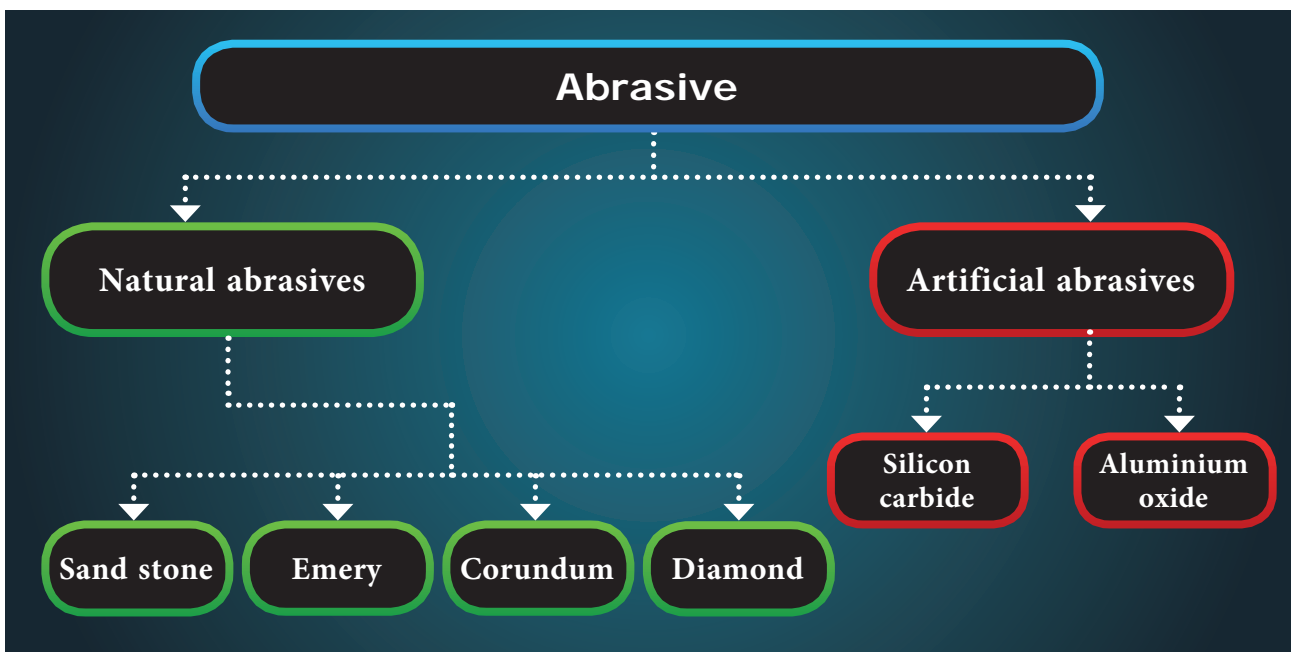 Abrasive
Natural abrasives
Artificial abrasives
Silicon
carbide
Aluminium
oxide
Sand stone
Emery
Corundum
Diamond